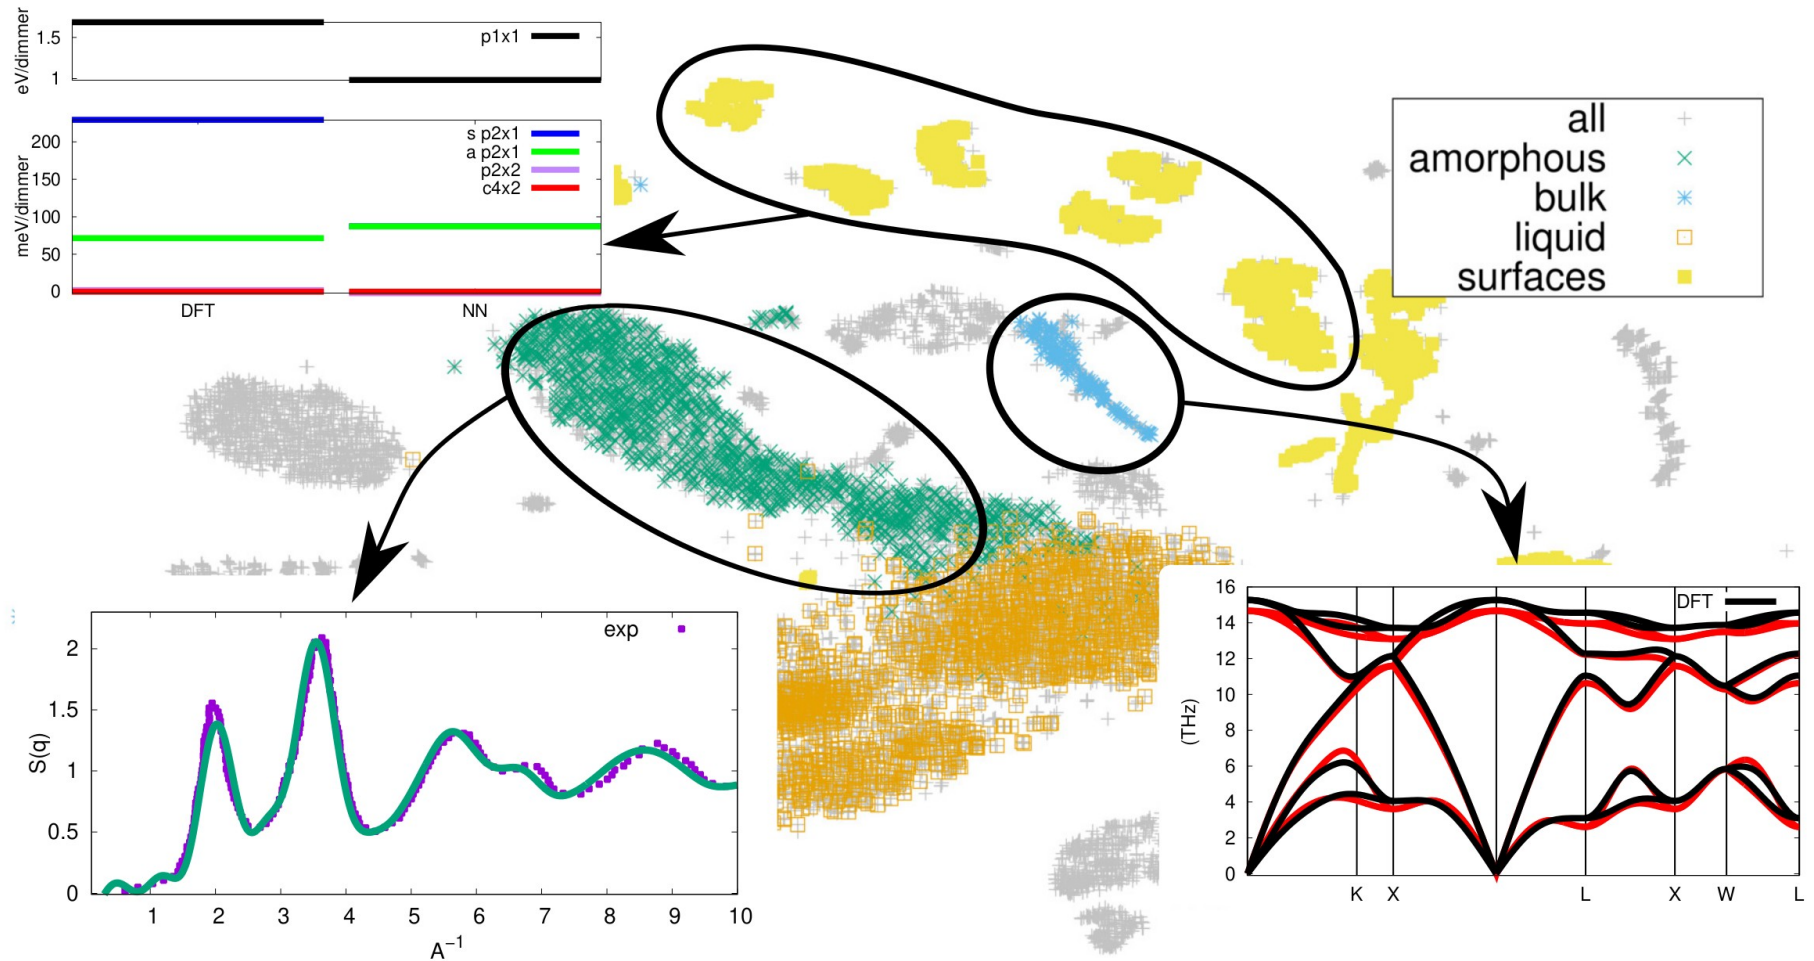 eV/dimmer
1.5
1
p1x1
meV/dimmer
200
150
100
50
0
s p2x1
a p2x1
p2x2
c4x2
DFT NN
all
amorphous
bulk
liquid
surfaces
S(q)
2
1.5
1
0.5
0
exp
1 2 3 4 5 6 7 8 9 10
A⁻¹
(THz)
16
14
12
10
8
6
4
2
0
DFT
K X L X W L